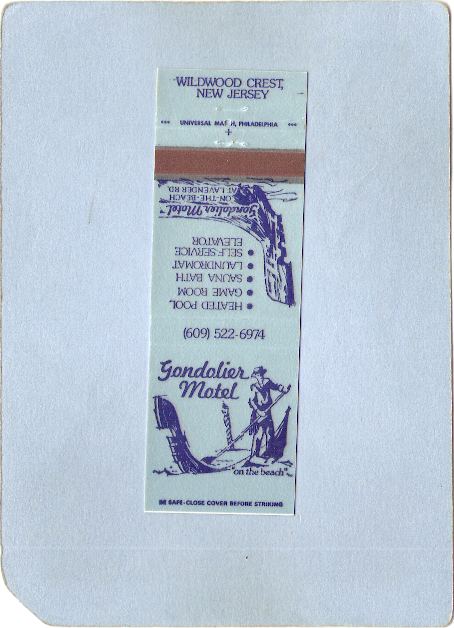 WILDWOOD CREST,
NEW JERSEY
UNIVERSAL MATCH, PHILADELPHIA
Gondolier Motel
ON-THE-BEACH
AT LAVENDER RD.
• HEATED POOL,
• GAME ROOM
• SAUNA BATH
• LAUNDROMAT
• SELF-SERVICE
ELEVATOR
(609) 522-6974
Gondolier
Motel
"on the beach"
SAFE-CLOSE COVER BEFORE STRIKING